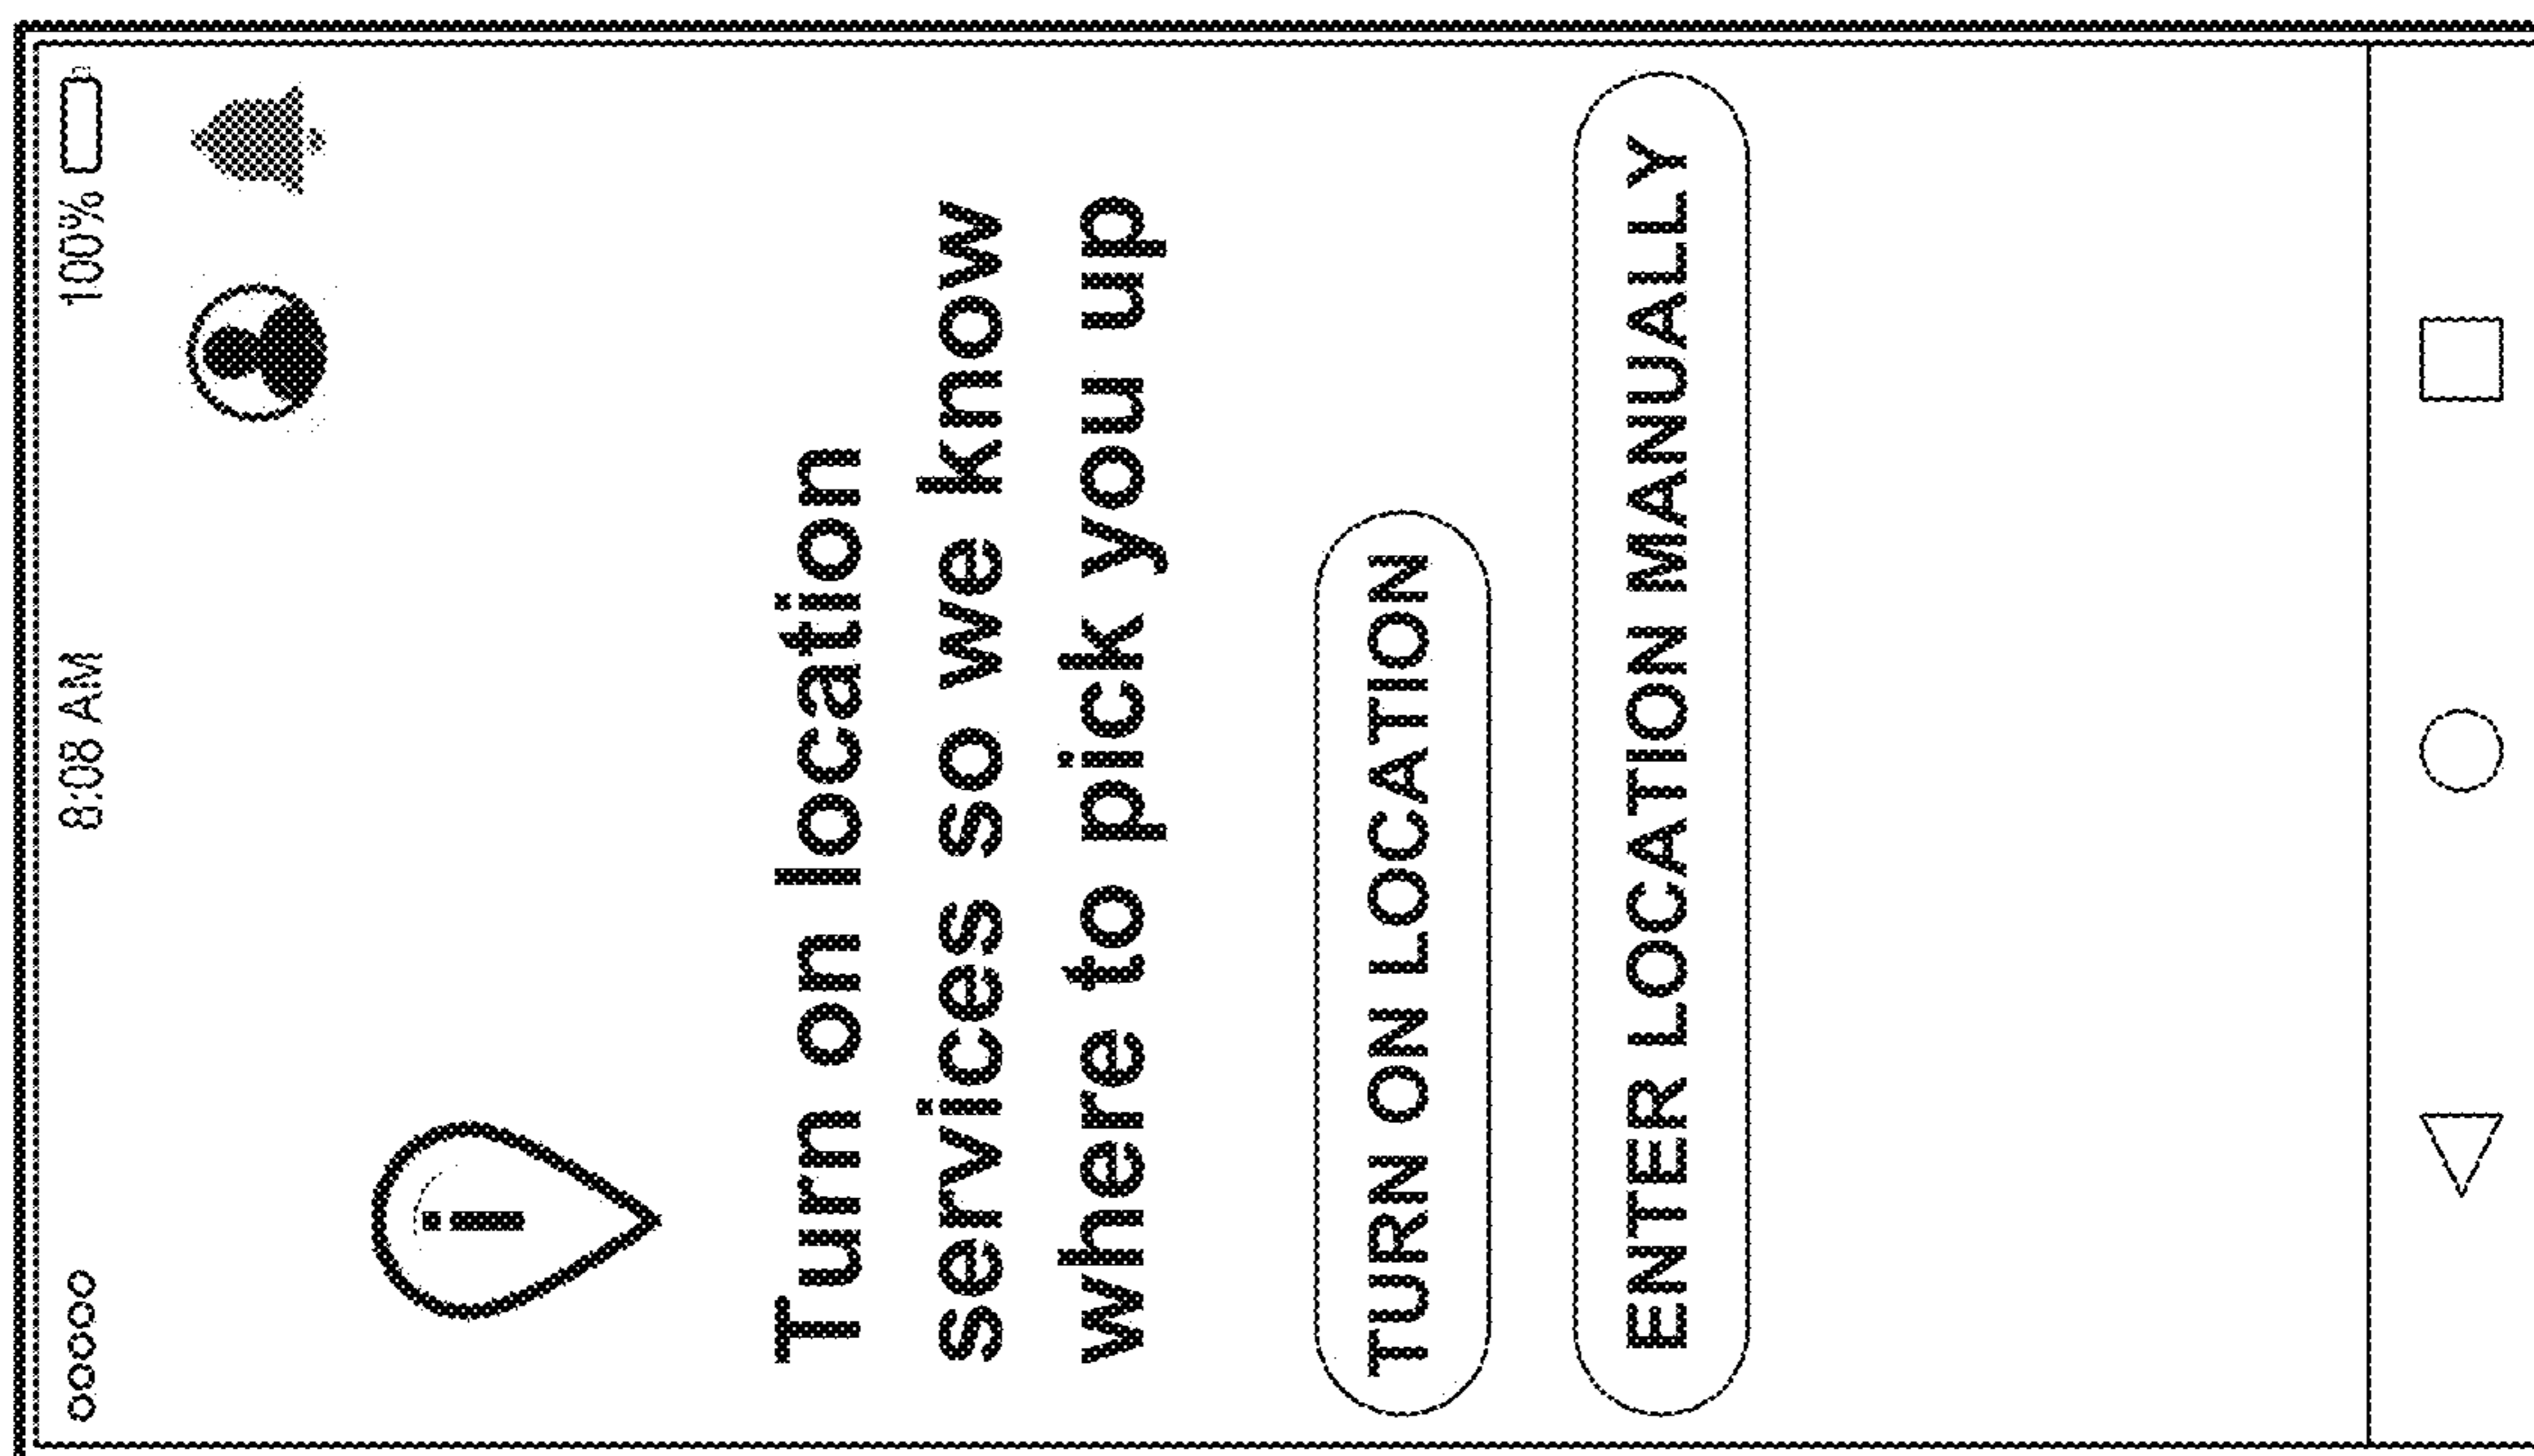 8:08 AM
100%
i
Turn on location
services so we know
where to pick you up
TURN ON LOCATION
ENTER LOCATION MANUALLY